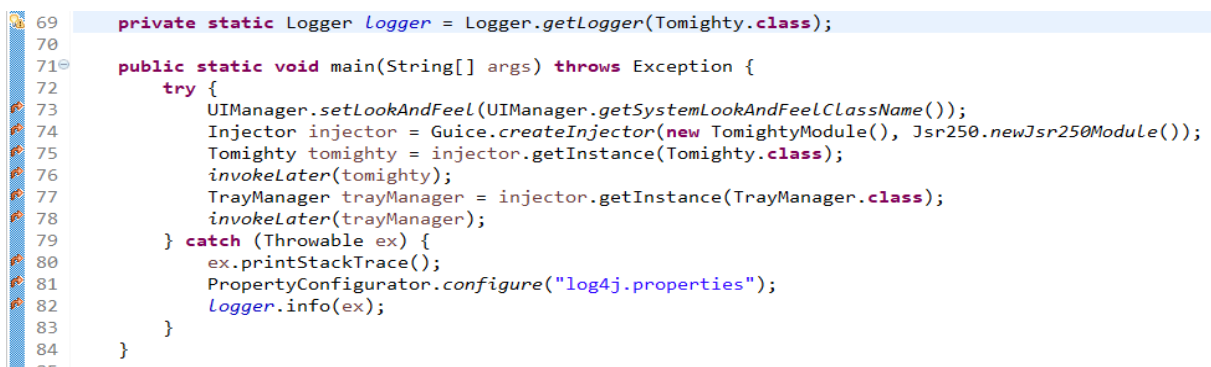 69 private static Logger logger = Logger.getLogger(Tomighty.class);
70
71 public static void main(String[] args) throws Exception {
72 try {
73 UIManager.setLookAndFeel(UIManager.getSystemLookAndFeelClassName());
74 Injector injector = Guice.createInjector(new TomightyModule(), Jsr250.newJsr250Module());
75 Tomighty tomighty = injector.getInstance(Tomighty.class);
76 invokeLater(tomighty);
77 TrayManager trayManager = injector.getInstance(TrayManager.class);
78 invokeLater(trayManager);
79 } catch (Throwable ex) {
80 ex.printStackTrace();
81 PropertyConfigurator.configure("log4j.properties");
82 logger.info(ex);
83 }
84 }